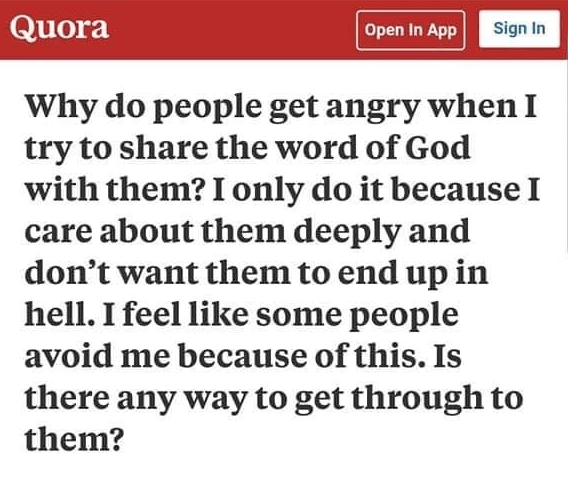 Quora
Open In App
Sign In
Why do people get angry when I
try to share the word of God
with them? I only do it because I
care about them deeply and
don’t want them to end up in
hell. I feel like some people
avoid me because of this. Is
there any way to get through to
them?